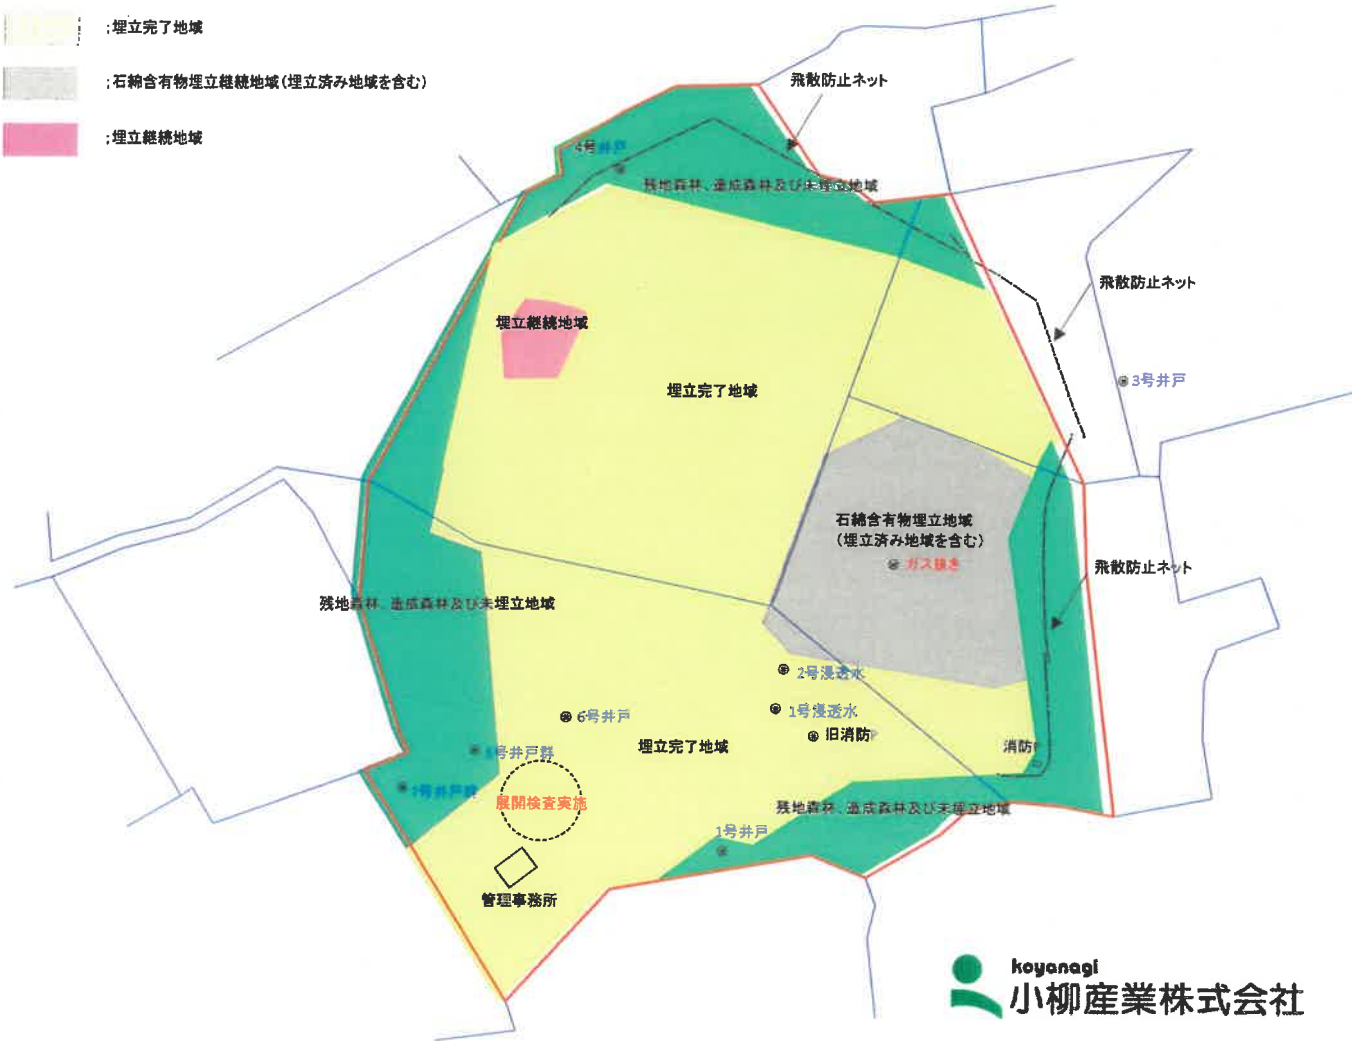 ;埋立完了地域
;石綿含有物埋立継続地域(埋立済み地域を含む)
;埋立継続地域
飛散防止ネット
4号井戸
残地森林、造成森林及び未埋立地域
飛散防止ネット
埋立継続地域
3号井戸
埋立完了地域
石綿含有物埋立地域
(埋立済み地域を含む)
ガス抜き
飛散防止ネット
残地森林、造成森林及び未埋立地域
2号浸透水
1号浸透水
6号井戸
旧消防P
埋立完了地域
消防P
号井戸群
号井戸群
展開検査実施
残地森林、造成森林及び未埋立地域
1号井戸
管理事務所
koyanagi
小柳産業株式会社